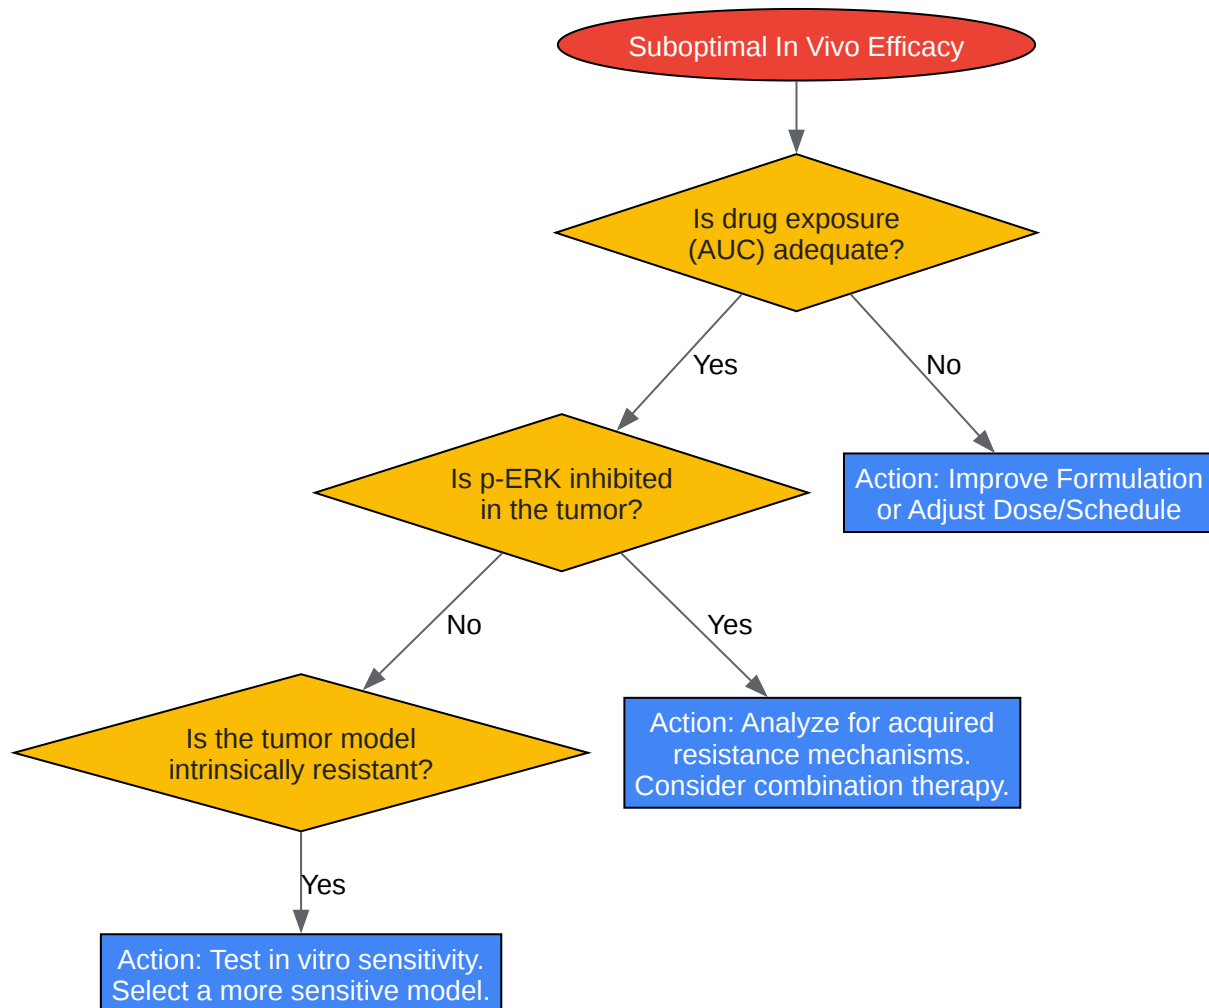 Suboptimal In Vivo Efficacy
Is drug exposure
(AUC) adequate?
Yes
No
Is p-ERK inhibited
in the tumor?
Action: Improve Formulation
or Adjust Dose/Schedule
No
Yes
Is the tumor model
intrinsically resistant?
Action: Analyze for acquired
resistance mechanisms.
Consider combination therapy.
Yes
Action: Test in vitro sensitivity.
Select a more sensitive model.